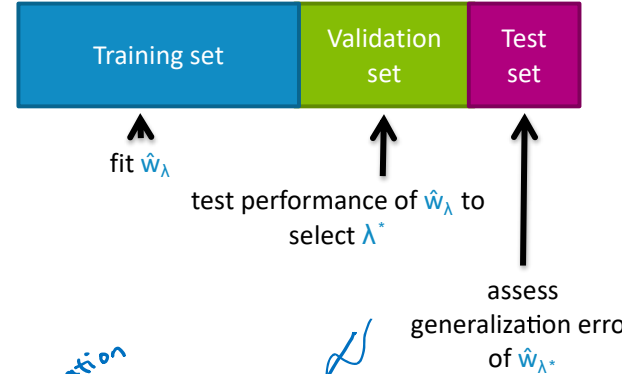 Training set
Validation
set
Test
set
fit ŵλ
test performance of ŵλ to
select λ*
assess
generalization erro
of ŵλ*
ation